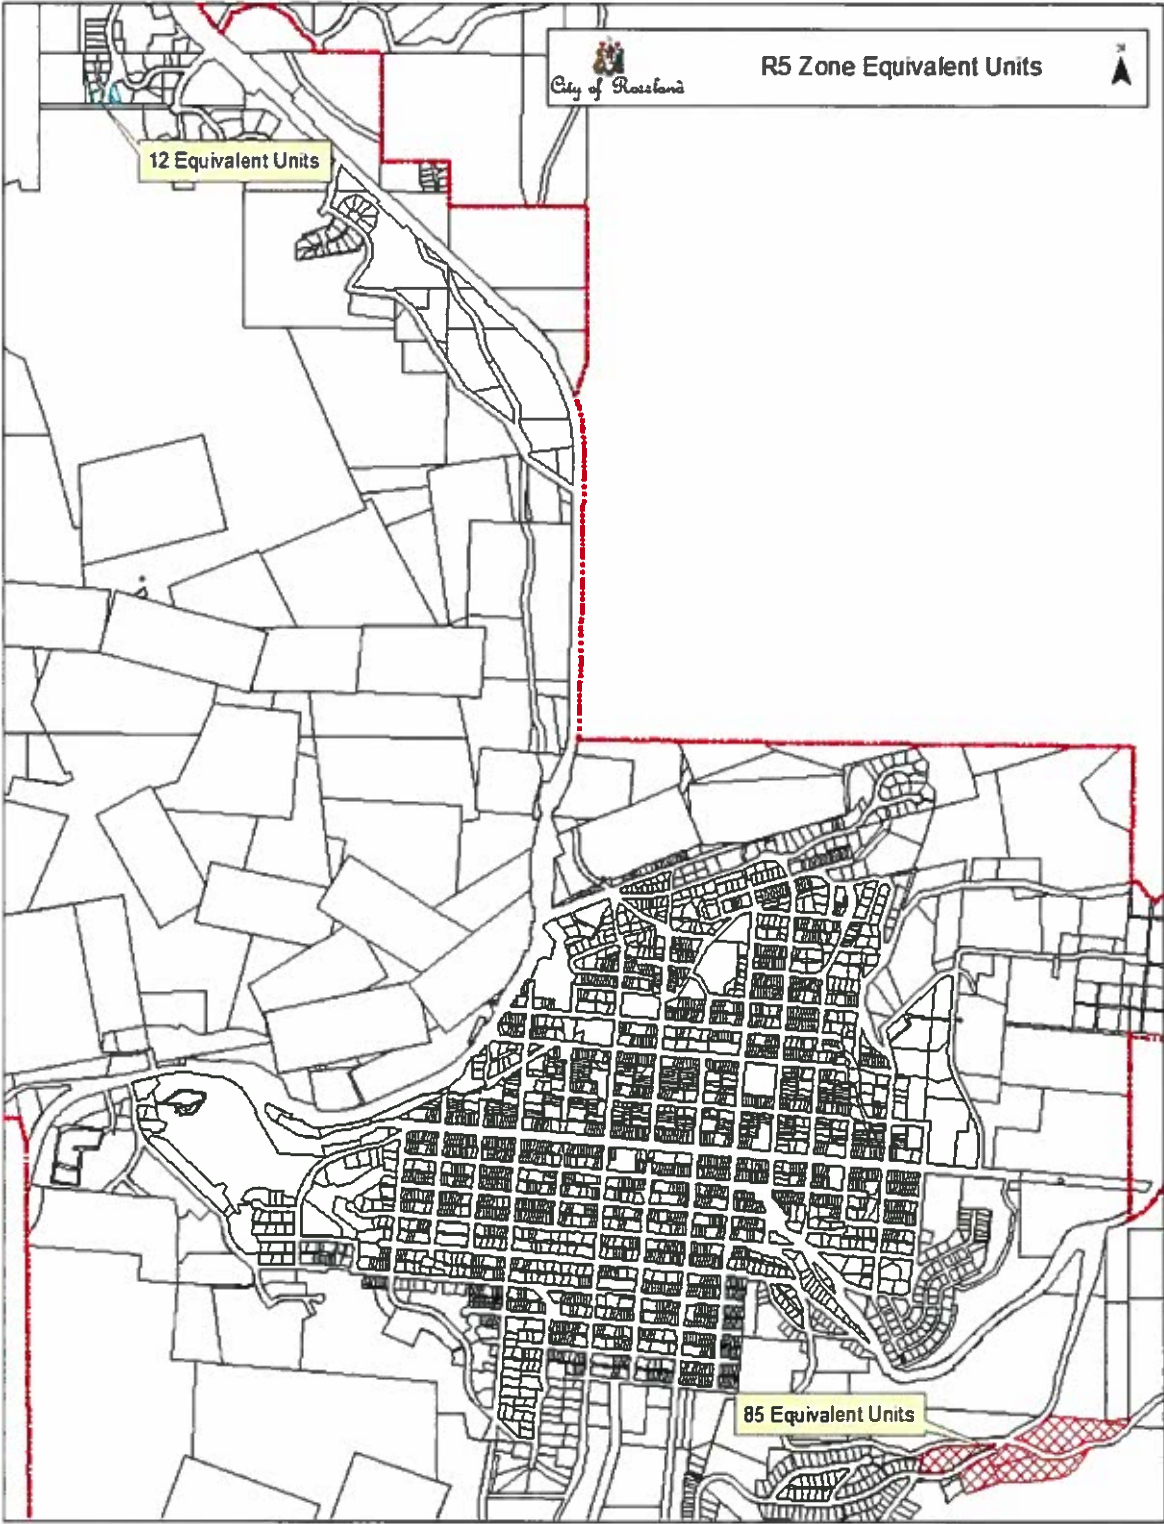 City of Rossland
R5 Zone Equivalent Units
N
12 Equivalent Units
85 Equivalent Units